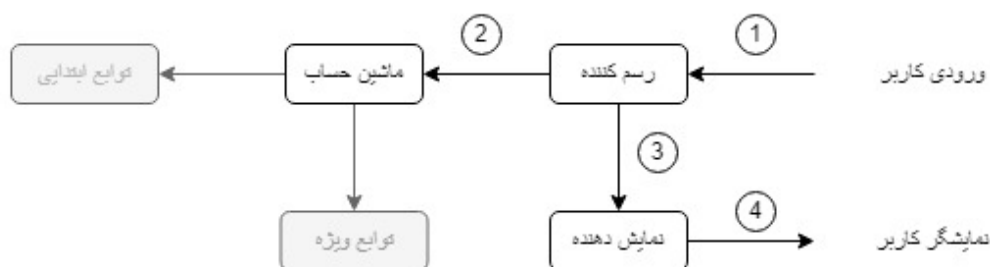 ورودی کاربر
1
رسم کننده
2
ماشین حساب
توابع ابتدایی
3
توابع ویژه
نمایش دهنده
4
نمایشگر کاربر